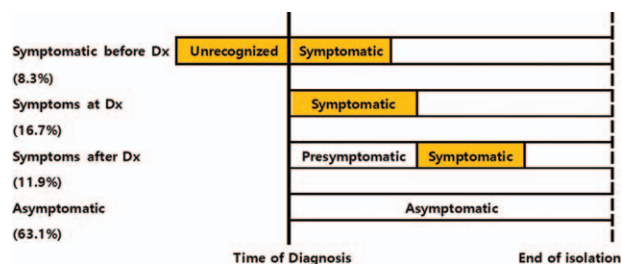 Symptomatic before Dx Unrecognized Symptomatic
(8.3%)
Symptoms at Dx Symptomatic
(16.7%)
Symptoms after Dx Presymptomatic Symptomatic
(11.9%)
Asymptomatic Asymptomatic
(63.1%)
Time of Diagnosis End of isolation